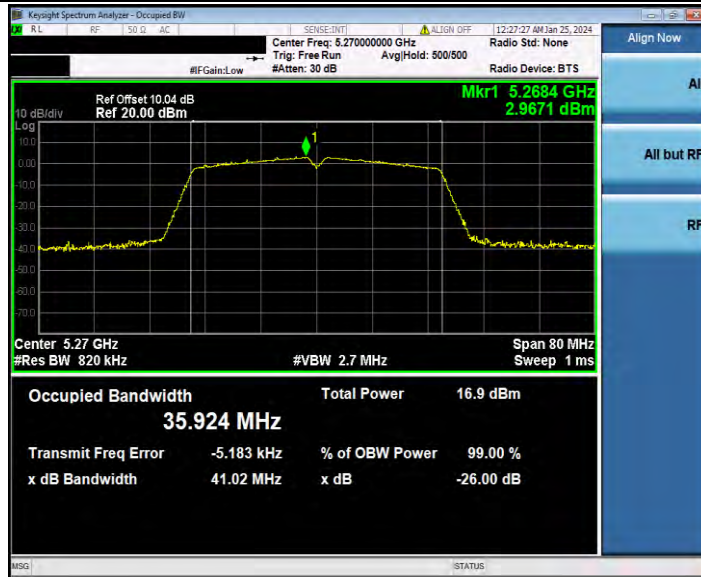 Keysight Spectrum Analyzer - Occupied BW
RL RF 50 Ω AC SENSE:INT ALIGN OFF 12:27:27 AM Jan 25, 2024
Center Freq: 5.270000000 GHz Radio Std: None
Trig: Free Run Avg|Hold: 500/500
#IFGain:Low #Atten: 30 dB Radio Device: BTS
Align Now
All but RF
RF
Ref Offset 10.04 dB
10 dB/div Ref 20.00 dBm
Mkr1 5.2684 GHz
2.9671 dBm
Log
1
10.0
0.00
-10.0
-20.0
-30.0
-40.0
-50.0
-60.0
-70.0
Center 5.27 GHz Span 80 MHz
#Res BW 820 kHz #VBW 2.7 MHz Sweep 1 ms
Occupied Bandwidth Total Power 16.9 dBm
35.924 MHz
Transmit Freq Error -5.183 kHz % of OBW Power 99.00 %
x dB Bandwidth 41.02 MHz x dB -26.00 dB
MSG STATUS